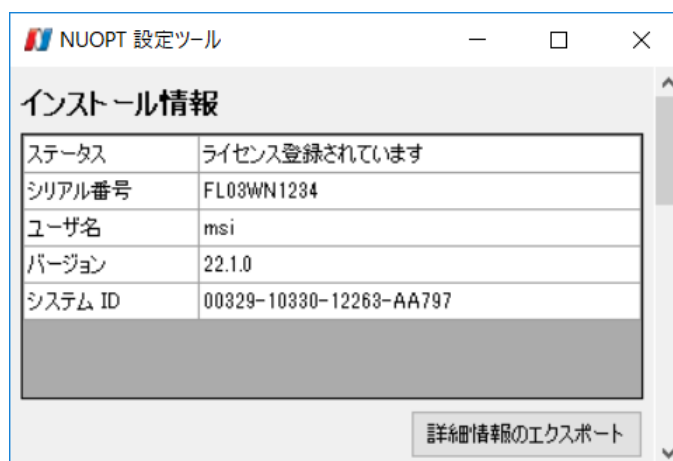 NUOPT 設定ツール
インストール情報
ステータス ライセンス登録されています
シリアル番号 FL03WN1234
ユーザ名 msi
バージョン 22.1.0
システム ID 00329-10330-12263-AA797
詳細情報のエクスポート